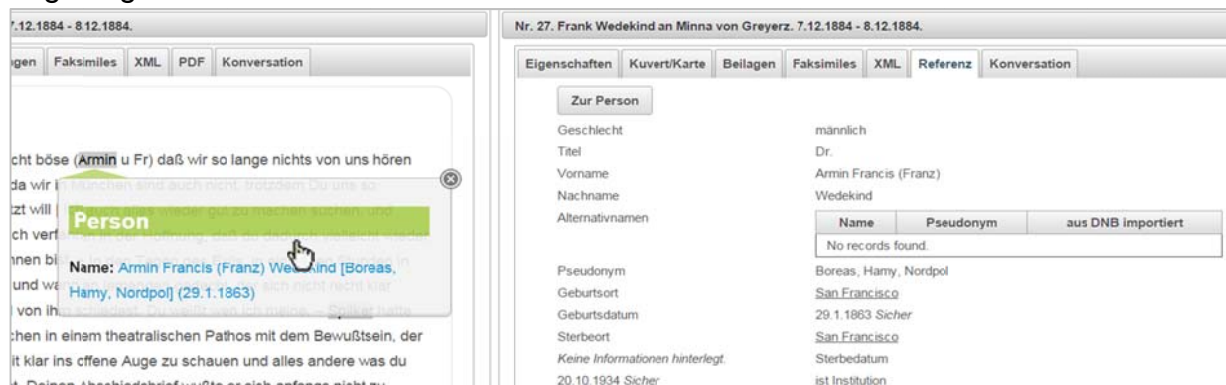 7.12.1884 - 8.12.1884.
gen Faksimiles XML PDF Konversation
cht böse (Armin u Fr) daß wir so lange nichts von uns hören
da wir in München sind auch nicht, trotzdem Du uns so
tzt will
ch verf
nnen bi
und wa
von ih
Person
Name: Armin Francis (Franz) Wedekind [Boreas,
Hamy, Nordpol] (29.1.1863)
chen in einem theatralischen Pathos mit dem Bewußtsein, der
it klar ins offene Auge zu schauen und alles andere was du
Nr. 27. Frank Wedekind an Minna von Greyerz. 7.12.1884 - 8.12.1884.
Eigenschaften Kuvert/Karte Beilagen Faksimiles XML Referenz Konversation
Zur Person
Geschlecht männlich
Titel Dr.
Vorname Armin Francis (Franz)
Nachname Wedekind
Alternativnamen Name Pseudonym aus DNB importiert
No records found.
Pseudonym Boreas, Hamy, Nordpol
Geburtsort San Francisco
Geburtsdatum 29.1.1863 Sicher
Sterbeort San Francisco
Keine Informationen hinterlegt. Sterbedatum
20.10.1934 Sicher ist Institution